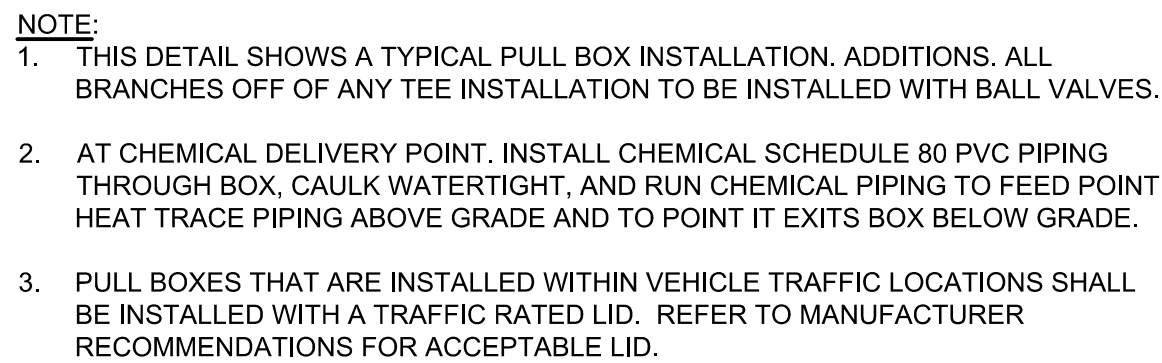 NOTE:
1. THIS DETAIL SHOWS A TYPICAL PULL BOX INSTALLATION. ADDITIONS. ALL
BRANCHES OFF OF ANY TEE INSTALLATION TO BE INSTALLED WITH BALL VALVES.
2. AT CHEMICAL DELIVERY POINT. INSTALL CHEMICAL SCHEDULE 80 PVC PIPING
THROUGH BOX, CAULK WATERTIGHT, AND RUN CHEMICAL PIPING TO FEED POINT
HEAT TRACE PIPING ABOVE GRADE AND TO POINT IT EXITS BOX BELOW GRADE.
3. PULL BOXES THAT ARE INSTALLED WITHIN VEHICLE TRAFFIC LOCATIONS SHALL
BE INSTALLED WITH A TRAFFIC RATED LID. REFER TO MANUFACTURER
RECOMMENDATIONS FOR ACCEPTABLE LID.